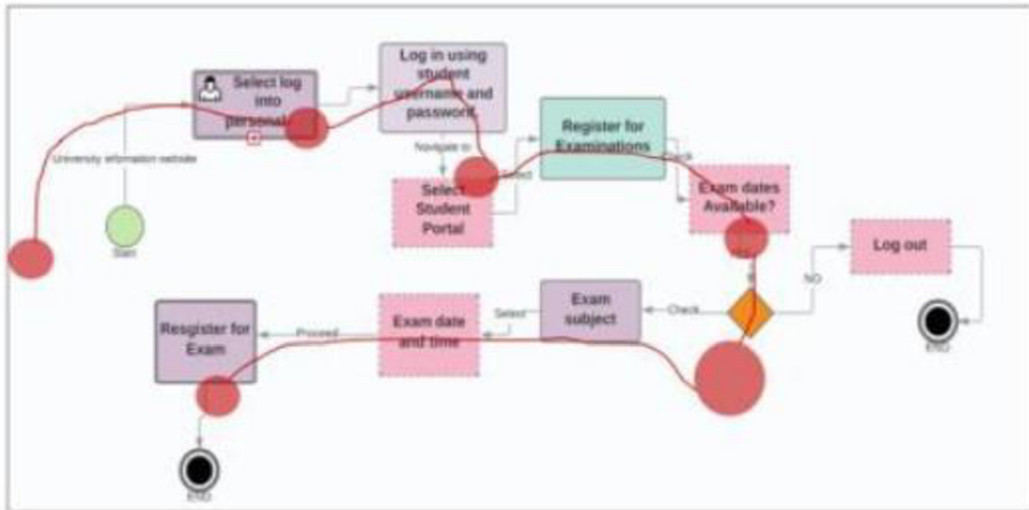 Select log
into
personal
Log in using
student
username and
password
University information website
Navigate to
Start
Select
Student
Portal
Select
Register for
Examinations
Check
Exam dates
Available?
Log out
NO
END
Check
Exam
subject
Select
Exam date
and time
Proceed
Resgister for
Exam
END